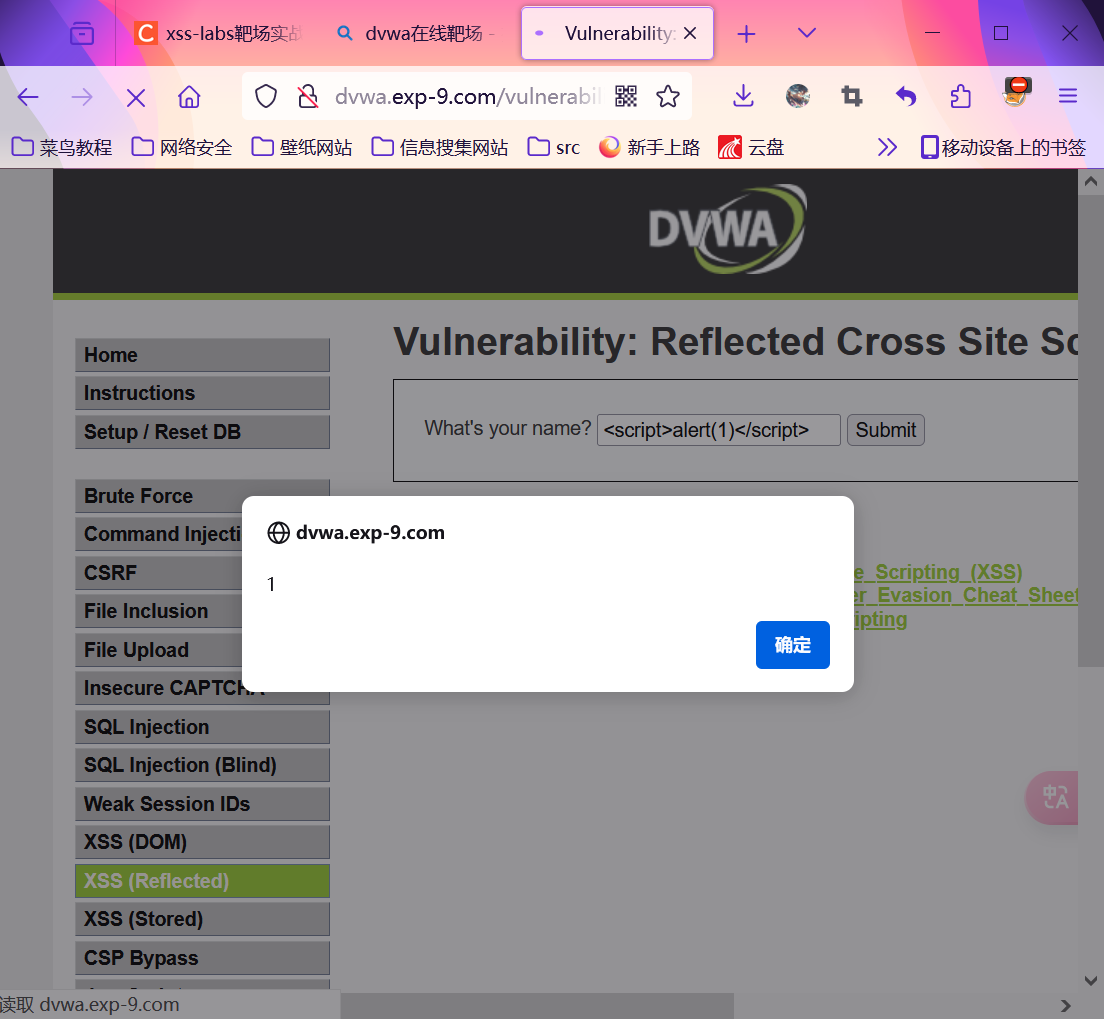 xss-labs靶场实战
dvwa在线靶场 -
Vulnerability:
dvwa.exp-9.com/vulnerabil
菜鸟教程
网络安全
壁纸网站
信息搜集网站
src
新手上路
云盘
移动设备上的书签
DVWA
Vulnerability: Reflected Cross Site Sc
Home
Instructions
Setup / Reset DB
What's your name? <script>alert(1)</script> Submit
Brute Force
Command Injecti
CSRF
File Inclusion
File Upload
Insecure CAPTCHA
SQL Injection
SQL Injection (Blind)
Weak Session IDs
XSS (DOM)
XSS (Reflected)
XSS (Stored)
CSP Bypass
dvwa.exp-9.com
1
确定
e_Scripting_(XSS)
er_Evasion_Cheat_Sheet
ipting
中A
读取 dvwa.exp-9.com